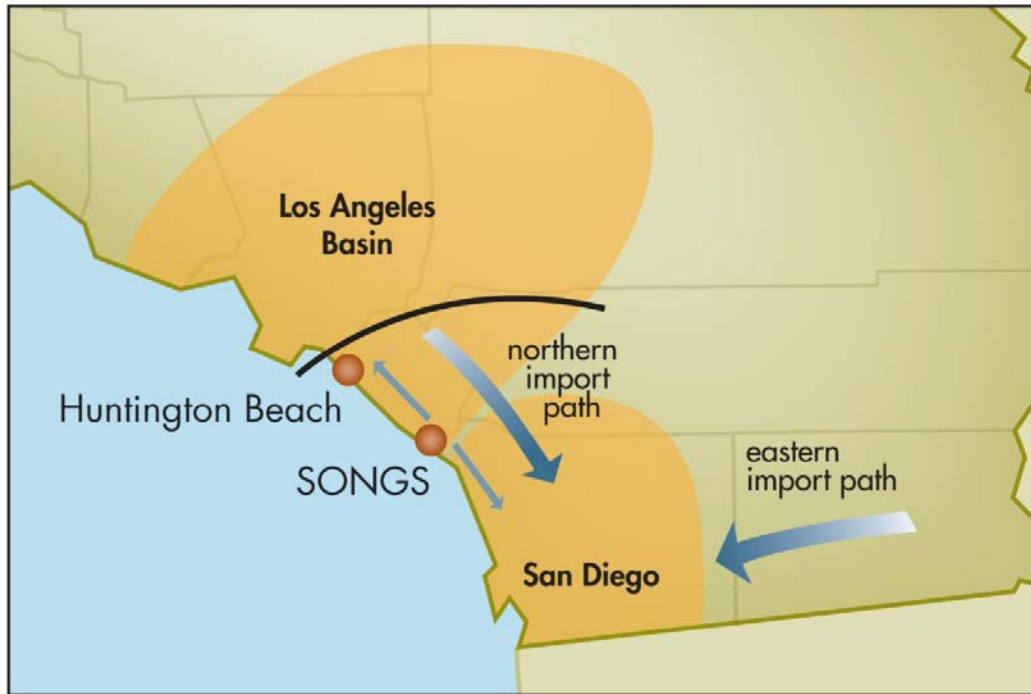 Los Angeles
Basin
northern
import
path
Huntington Beach
eastern
import path
SONGS
San Diego